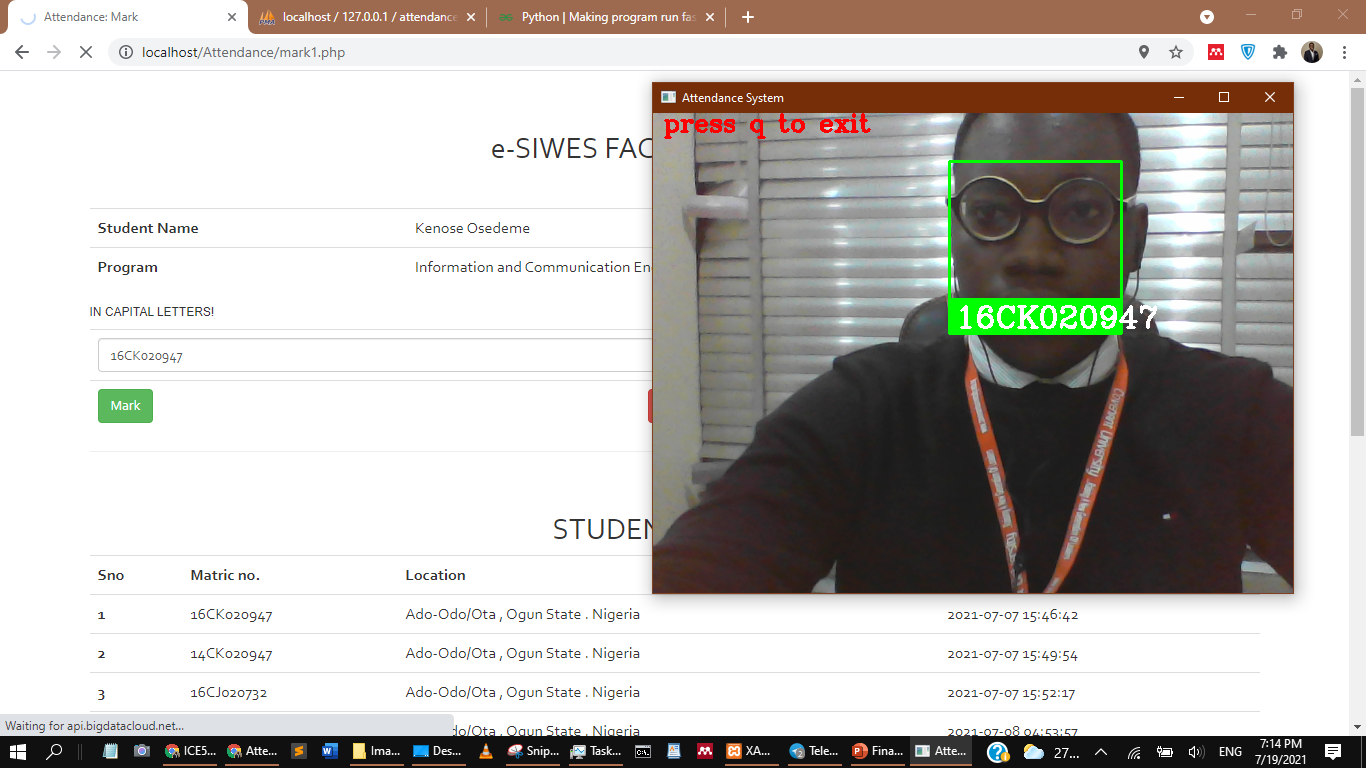 Attendance: Mark
localhost / 127.0.0.1 / attendance
Python | Making program run fas
localhost/Attendance/mark1.php
Attendance System
press q to exit
e-SIWES FAC
Student Name Kenose Osedeme
Program Information and Communication En
IN CAPITAL LETTERS!
16CK020947
16CK020947
Mark
Covenant University
STUDEN
Sno Matric no. Location
1 16CK020947 Ado-Odo/Ota , Ogun State . Nigeria 2021-07-07 15:46:42
2 14CK020947 Ado-Odo/Ota , Ogun State . Nigeria 2021-07-07 15:49:54
3 16CJ020732 Ado-Odo/Ota , Ogun State . Nigeria 2021-07-07 15:52:17
Ado-Odo/Ota , Ogun State . Nigeria 2021-07-08 04:53:57
Waiting for api.bigdatacloud.net...
ICE5... Atte... Ima... Des... Snip... Task... XA... Tele... Fina... Atte... 27... ENG 7:14 PM
7/19/2021